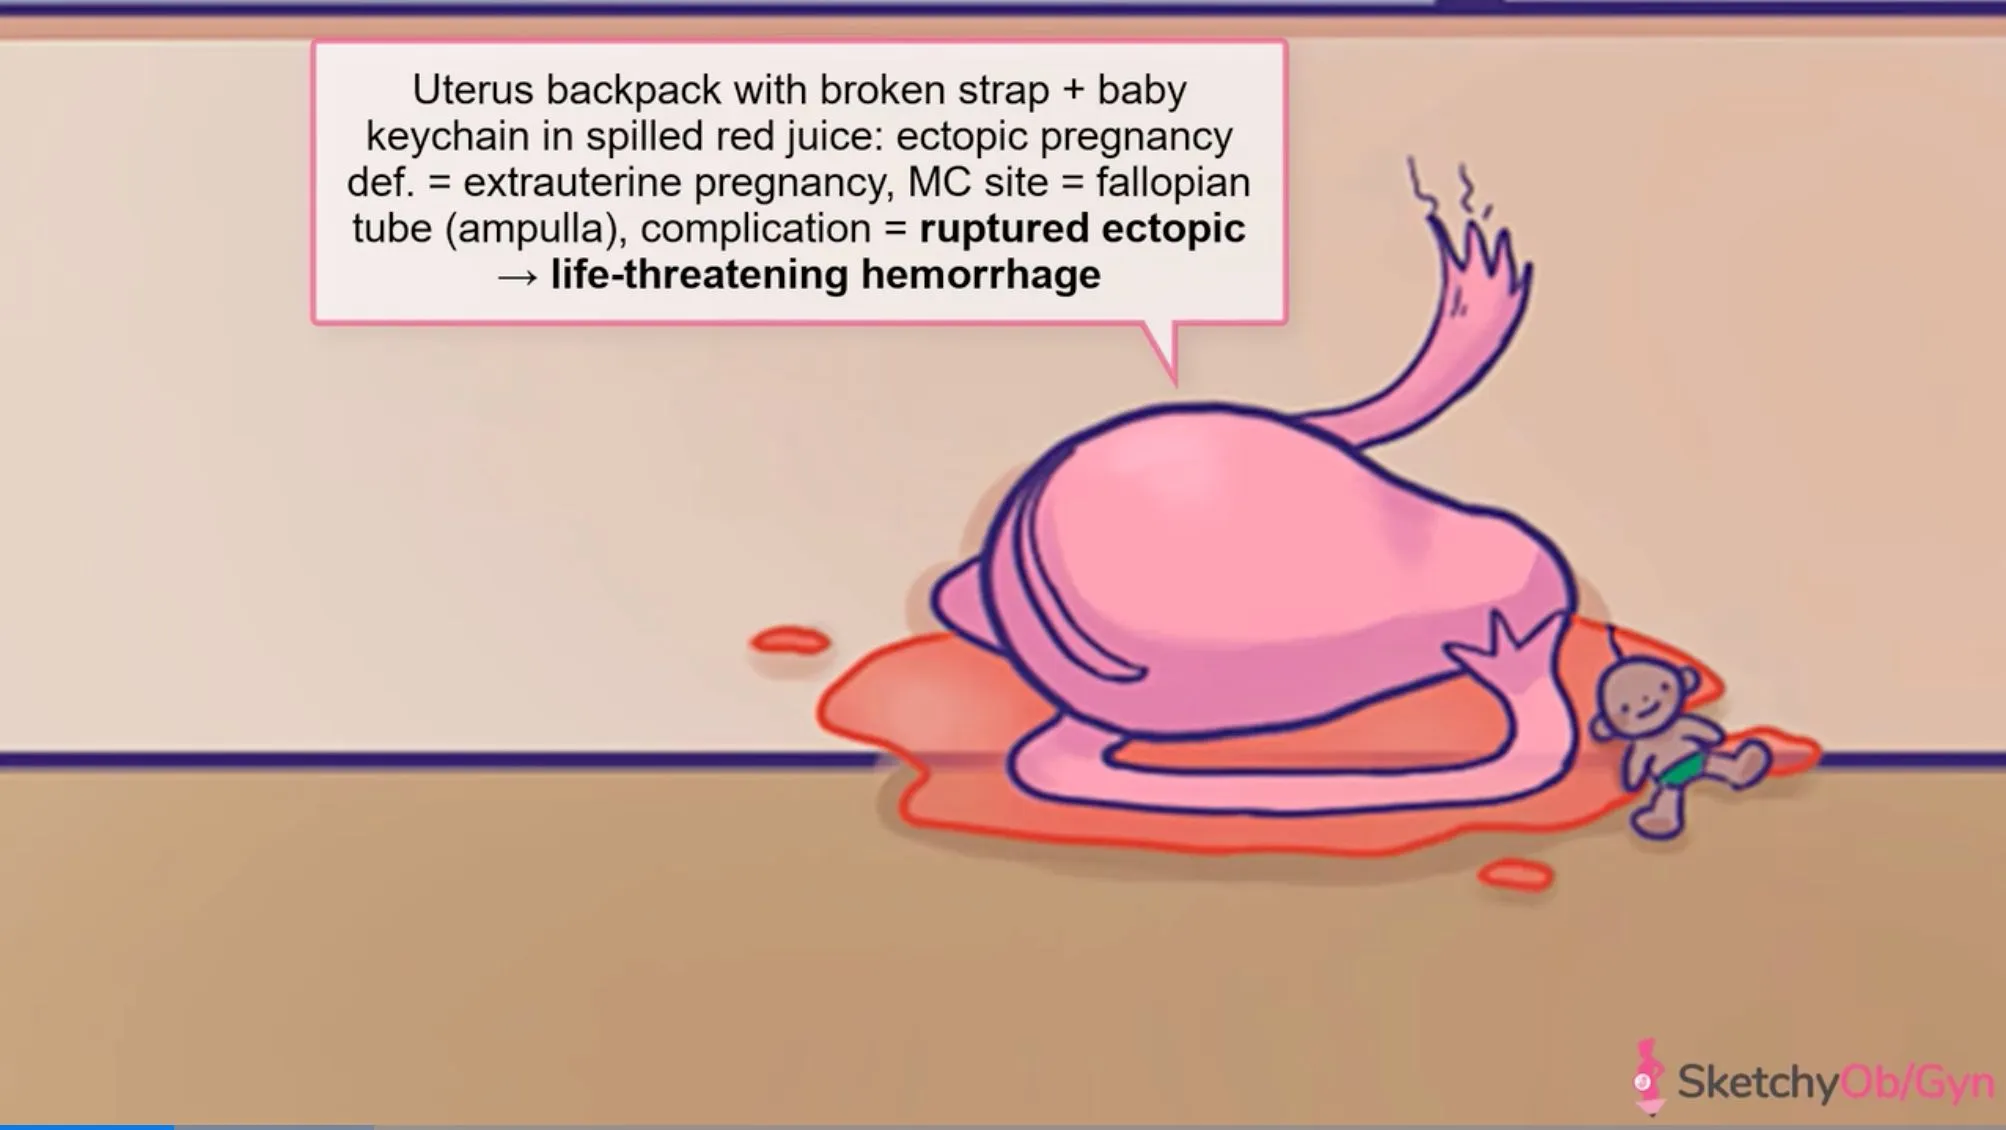 Uterus backpack with broken strap + baby
keychain in spilled red juice: ectopic pregnancy
def. = extrauterine pregnancy, MC site = fallopian
tube (ampulla), complication = ruptured ectopic
→ life-threatening hemorrhage
SketchyOb/Gyn